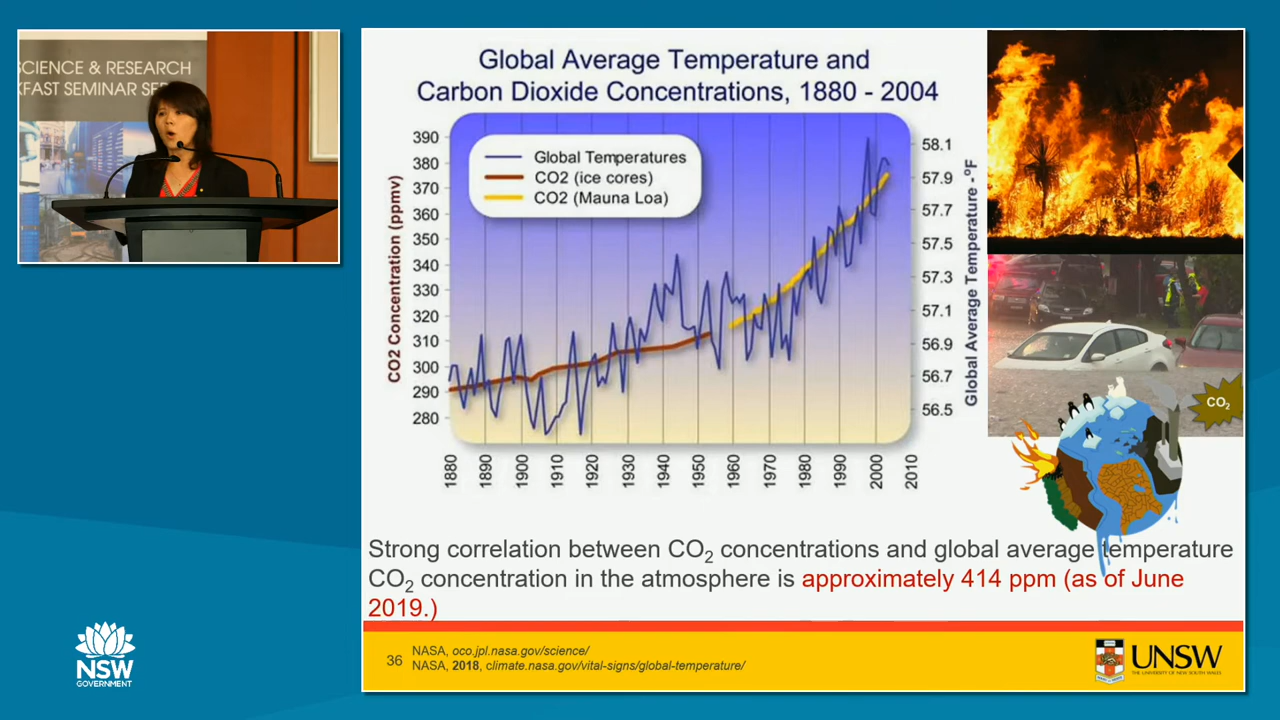 SCIENCE & RESEARCH
KFAST SEMINAR SE
Global Average Temperature and
Carbon Dioxide Concentrations, 1880 - 2004
Global Temperatures
CO2 (ice cores)
CO2 (Mauna Loa)
CO2 Concentration (ppmv)
390
380
370
360
350
340
330
320
310
300
290
280
58.1
57.9
57.7
57.5
57.3
57.1
56.9
56.7
56.5
Global Average Temperature -°F
1880
1890
1900
1910
1920
1930
1940
1950
1960
1970
1980
1990
2000
2010
CO₂
Strong correlation between CO₂ concentrations and global average temperature
CO₂ concentration in the atmosphere is approximately 414 ppm (as of June
2019.)
36
NASA, oco.jpl.nasa.gov/science/
NASA, 2018, climate.nasa.gov/vital-signs/global-temperature/
UNSW
THE UNIVERSITY OF NEW SOUTH WALES
NSW
GOVERNMENT